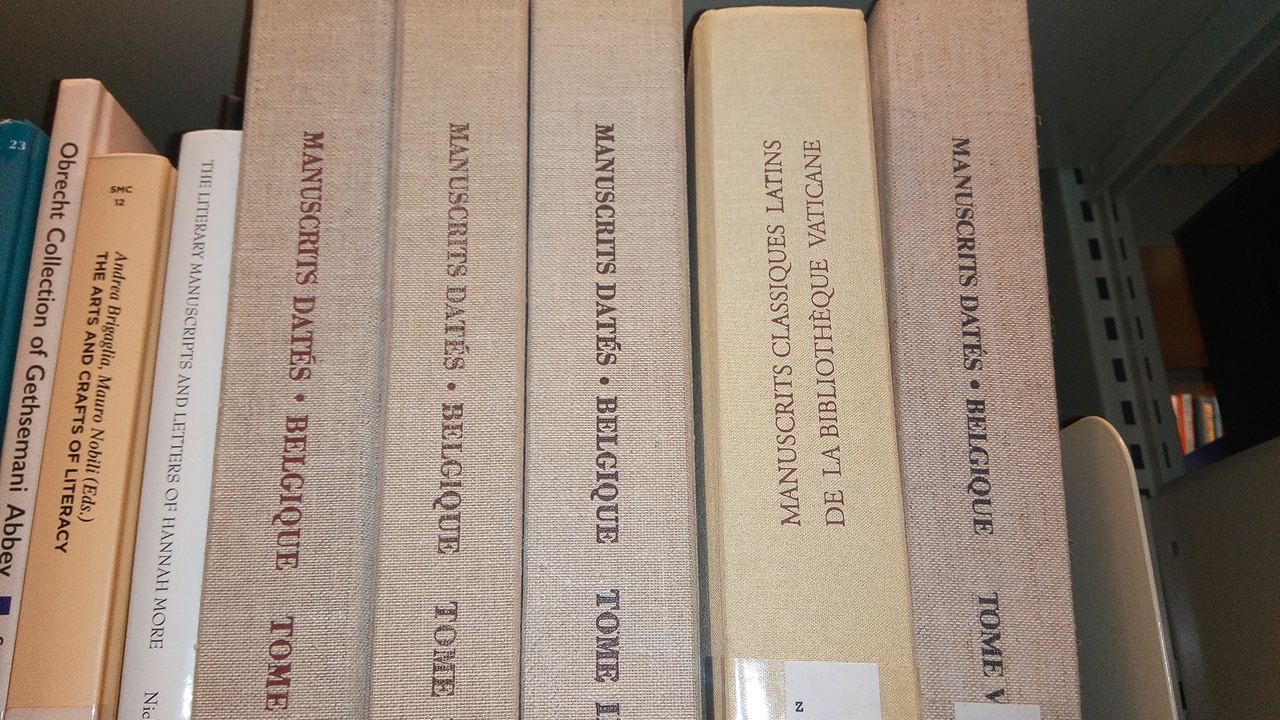 23
Obrecht Collection of Gethsemani Abbey
SMC
12
Andrea Brigaglia, Mauro Nobili (Eds.)
THE ARTS AND CRAFTS OF LITERACY
THE LITERARY MANUSCRIPTS AND LETTERS OF HANNAH MORE
MANUSCRITS DATÉS • BELGIQUE TOME
MANUSCRITS DATÉS • BELGIQUE TOME
MANUSCRITS DATÉS • BELGIQUE TOME
MANUSCRITS CLASSIQUES LATINS
DE LA BIBLIOTHÈQUE VATICANE
Z
MANUSCRITS DATÉS • BELGIQUE TOME V